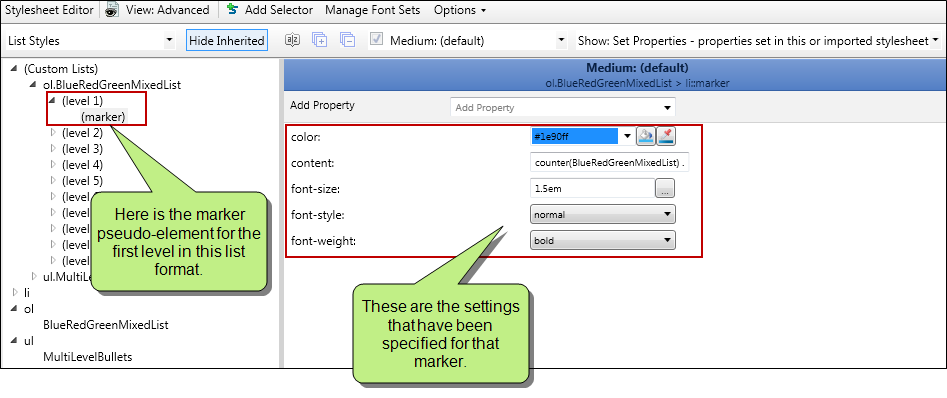 Stylesheet Editor View: Advanced Add Selector Manage Font Sets Options
List Styles Hide Inherited Medium: (default) Show: Set Properties - properties set in this or imported stylesheet
(Custom Lists)
ol.BlueRedGreenMixedList
(level 1)
(marker)
(level 2)
(level 3)
(level 4)
(level 5)
(level
(level
(level
(level
(level
ul.MultiLe
li
ol
BlueRedGreenMixedList
ul
MultiLevelBullets
Here is the marker
pseudo-element for the
first level in this list
format.
Medium: (default)
ol.BlueRedGreenMixedList > li::marker
Add Property Add Property
color: #1e90ff
content: counter(BlueRedGreenMixedList) .
font-size: 1.5em ...
font-style: normal
font-weight: bold
These are the settings
that have been
specified for that
marker.